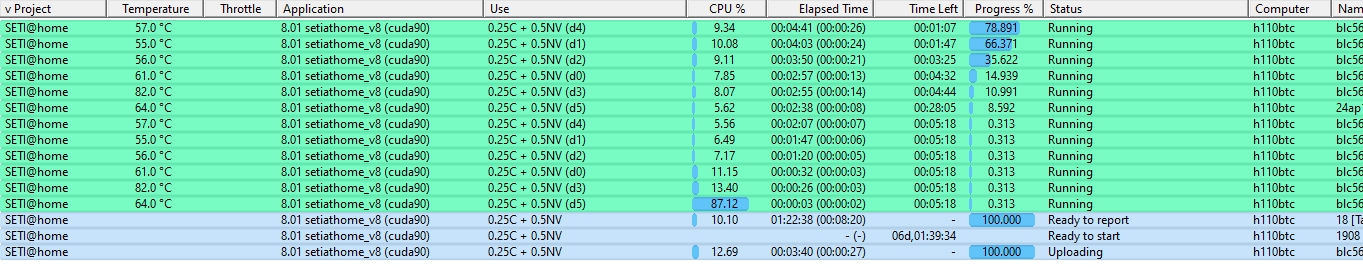 v Project Temperature Throttle Application Use CPU % Elapsed Time Time Left Progress % Status Computer Nam
SETI@home 57.0 °C 8.01 setiathome_v8 (cuda90) 0.25C + 0.5NV (d4) 9.34 00:04:41 (00:00:26) 00:01:07 78.891 Running h110btc blc56
SETI@home 55.0 °C 8.01 setiathome_v8 (cuda90) 0.25C + 0.5NV (d1) 10.08 00:04:03 (00:00:24) 00:01:47 66.371 Running h110btc blc56
SETI@home 56.0 °C 8.01 setiathome_v8 (cuda90) 0.25C + 0.5NV (d2) 9.11 00:03:50 (00:00:21) 00:03:25 35.622 Running h110btc blc56
SETI@home 61.0 °C 8.01 setiathome_v8 (cuda90) 0.25C + 0.5NV (d0) 7.85 00:02:57 (00:00:13) 00:04:32 14.939 Running h110btc blc56
SETI@home 82.0 °C 8.01 setiathome_v8 (cuda90) 0.25C + 0.5NV (d3) 8.07 00:02:55 (00:00:14) 00:04:44 10.991 Running h110btc blc56
SETI@home 64.0 °C 8.01 setiathome_v8 (cuda90) 0.25C + 0.5NV (d5) 5.62 00:02:38 (00:00:08) 00:28:05 8.592 Running h110btc 24ap
SETI@home 57.0 °C 8.01 setiathome_v8 (cuda90) 0.25C + 0.5NV (d4) 5.56 00:02:07 (00:00:07) 00:05:18 0.313 Running h110btc blc56
SETI@home 55.0 °C 8.01 setiathome_v8 (cuda90) 0.25C + 0.5NV (d1) 6.49 00:01:47 (00:00:06) 00:05:18 0.313 Running h110btc blc56
SETI@home 56.0 °C 8.01 setiathome_v8 (cuda90) 0.25C + 0.5NV (d2) 7.17 00:01:20 (00:00:05) 00:05:18 0.313 Running h110btc blc56
SETI@home 61.0 °C 8.01 setiathome_v8 (cuda90) 0.25C + 0.5NV (d0) 11.15 00:00:32 (00:00:03) 00:05:18 0.313 Running h110btc blc56
SETI@home 82.0 °C 8.01 setiathome_v8 (cuda90) 0.25C + 0.5NV (d3) 13.40 00:00:26 (00:00:03) 00:05:18 0.313 Running h110btc blc56
SETI@home 64.0 °C 8.01 setiathome_v8 (cuda90) 0.25C + 0.5NV (d5) 87.12 00:00:03 (00:00:02) 00:05:18 0.313 Running h110btc blc56
SETI@home 8.01 setiathome_v8 (cuda90) 0.25C + 0.5NV 10.10 01:22:38 (00:08:20) - 100.000 Ready to report h110btc 18 [Ta
SETI@home 8.01 setiathome_v8 (cuda90) 0.25C + 0.5NV - (-) 06d,01:39:34 Ready to start h110btc 1908
SETI@home 8.01 setiathome_v8 (cuda90) 0.25C + 0.5NV 12.69 00:03:40 (00:00:27) - 100.000 Uploading h110btc blc56